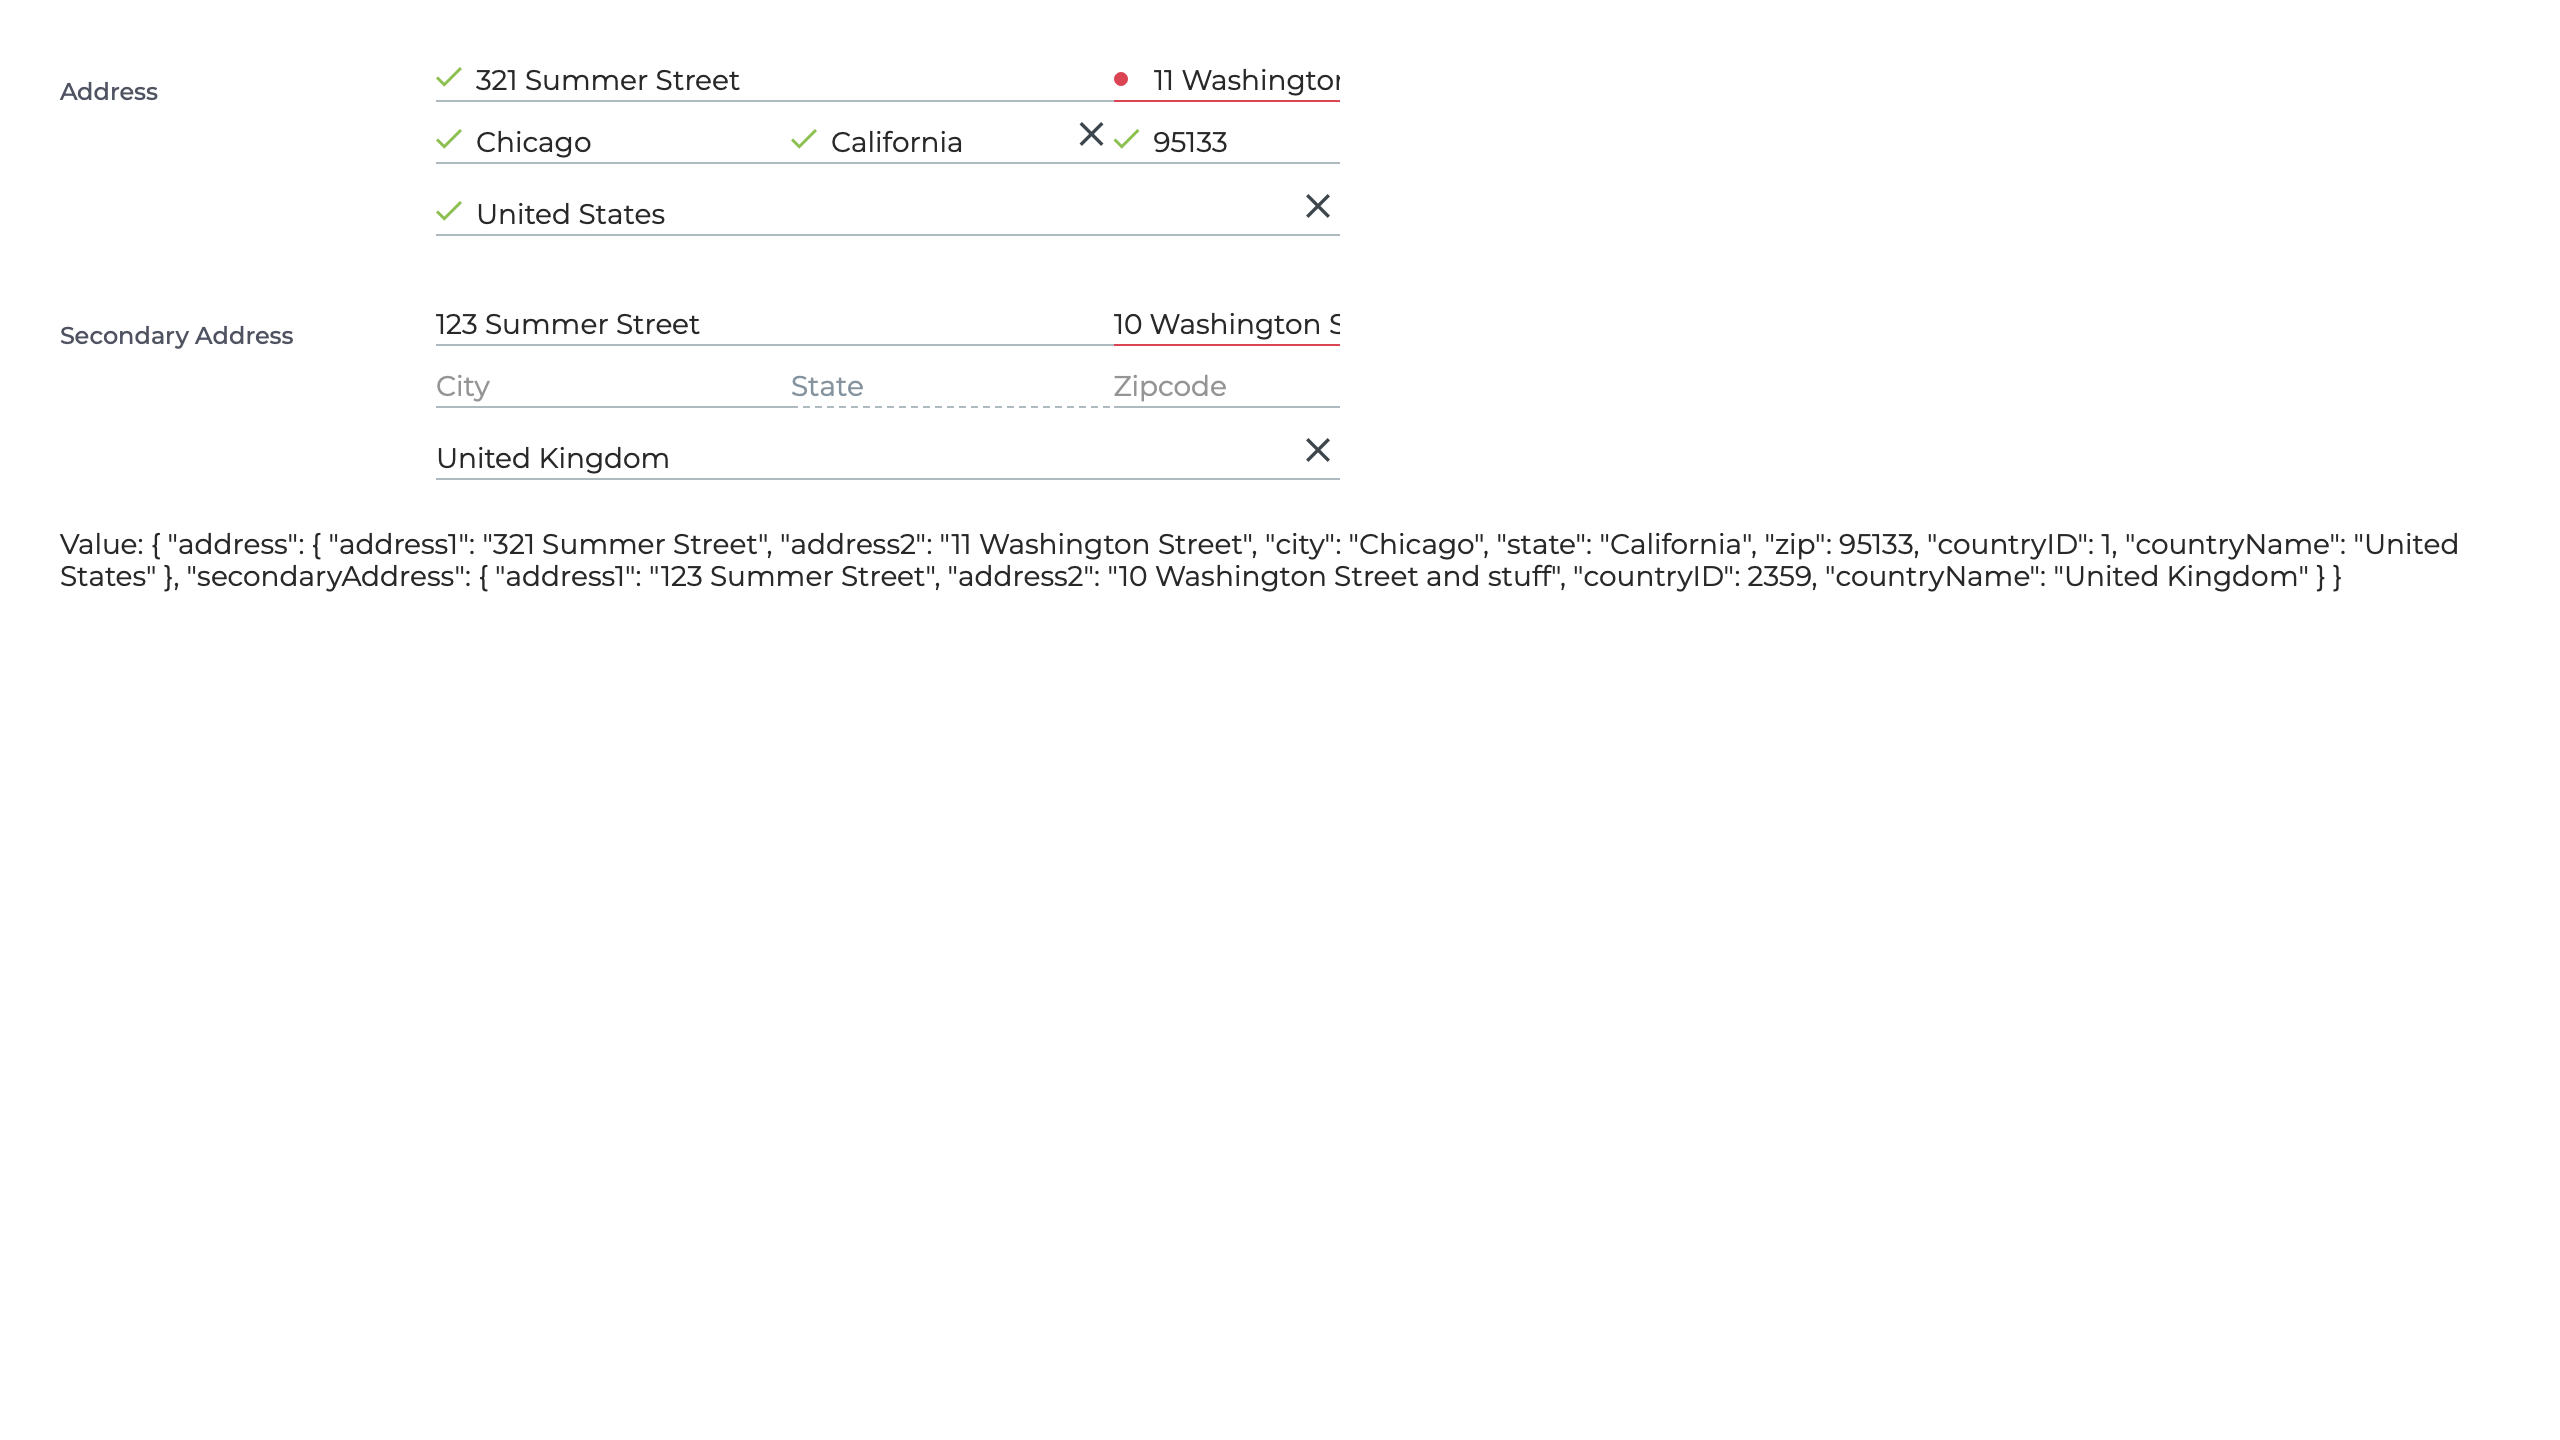 Address
321 Summer Street 11 Washington
Chicago California 95133
United States
Secondary Address
123 Summer Street 10 Washington S
City State Zipcode
United Kingdom
Value: { "address": { "address1": "321 Summer Street", "address2": "11 Washington Street", "city": "Chicago", "state": "California", "zip": 95133, "countryID": 1, "countryName": "United
States" }, "secondaryAddress": { "address1": "123 Summer Street", "address2": "10 Washington Street and stuff", "countryID": 2359, "countryName": "United Kingdom" } }